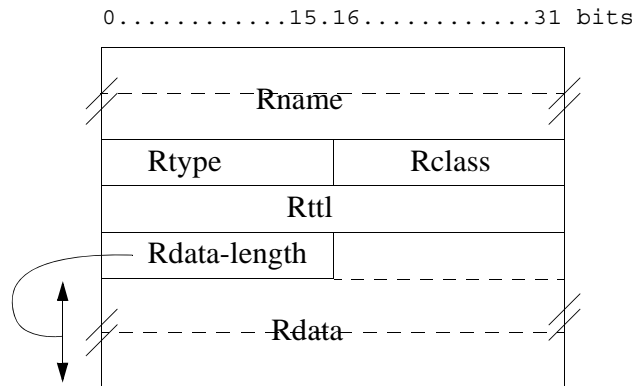 0............15.16............31 bits
Rname
Rtype Rclass
Rttl
Rdata-length
Rdata